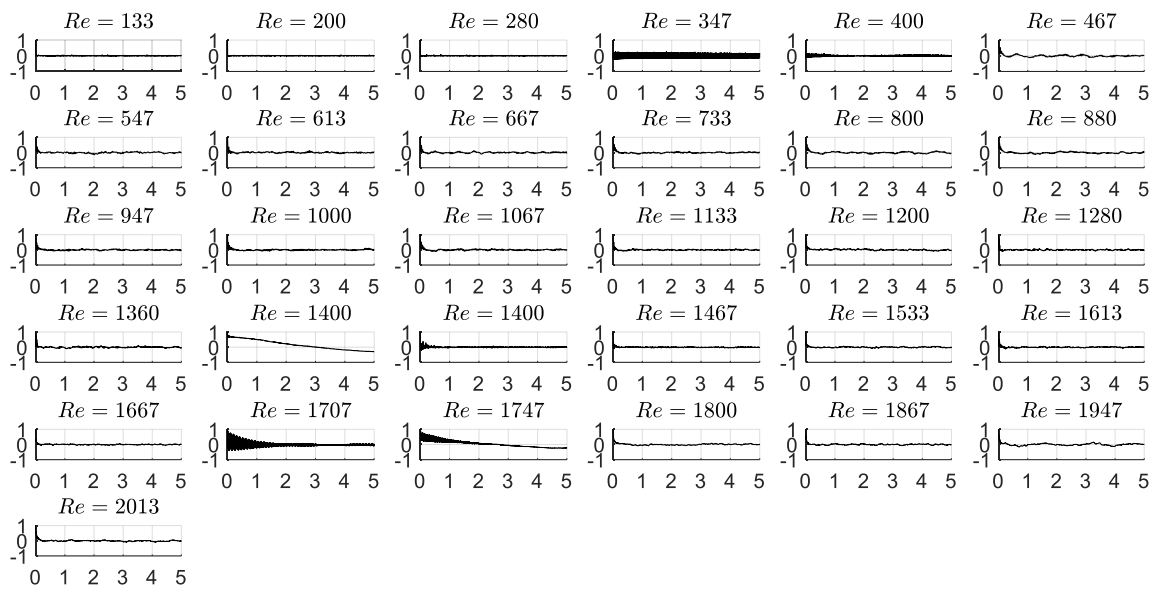 Re = 133 Re = 200 Re = 280 Re = 347 Re = 400 Re = 467
1 0 -1 1 0 -1 1 0 -1 1 0 -1 1 0 -1 1 0 -1
0 1 2 3 4 5 0 1 2 3 4 5 0 1 2 3 4 5 0 1 2 3 4 5 0 1 2 3 4 5 0 1 2 3 4 5
Re = 547 Re = 613 Re = 667 Re = 733 Re = 800 Re = 880
1 0 -1 1 0 -1 1 0 -1 1 0 -1 1 0 -1 1 0 -1
0 1 2 3 4 5 0 1 2 3 4 5 0 1 2 3 4 5 0 1 2 3 4 5 0 1 2 3 4 5 0 1 2 3 4 5
Re = 947 Re = 1000 Re = 1067 Re = 1133 Re = 1200 Re = 1280
1 0 -1 1 0 -1 1 0 -1 1 0 -1 1 0 -1 1 0 -1
0 1 2 3 4 5 0 1 2 3 4 5 0 1 2 3 4 5 0 1 2 3 4 5 0 1 2 3 4 5 0 1 2 3 4 5
Re = 1360 Re = 1400 Re = 1400 Re = 1467 Re = 1533 Re = 1613
1 0 -1 1 0 -1 1 0 -1 1 0 -1 1 0 -1 1 0 -1
0 1 2 3 4 5 0 1 2 3 4 5 0 1 2 3 4 5 0 1 2 3 4 5 0 1 2 3 4 5 0 1 2 3 4 5
Re = 1667 Re = 1707 Re = 1747 Re = 1800 Re = 1867 Re = 1947
1 0 -1 1 0 -1 1 0 -1 1 0 -1 1 0 -1 1 0 -1
0 1 2 3 4 5 0 1 2 3 4 5 0 1 2 3 4 5 0 1 2 3 4 5 0 1 2 3 4 5 0 1 2 3 4 5
Re = 2013
1 0 -1
0 1 2 3 4 5